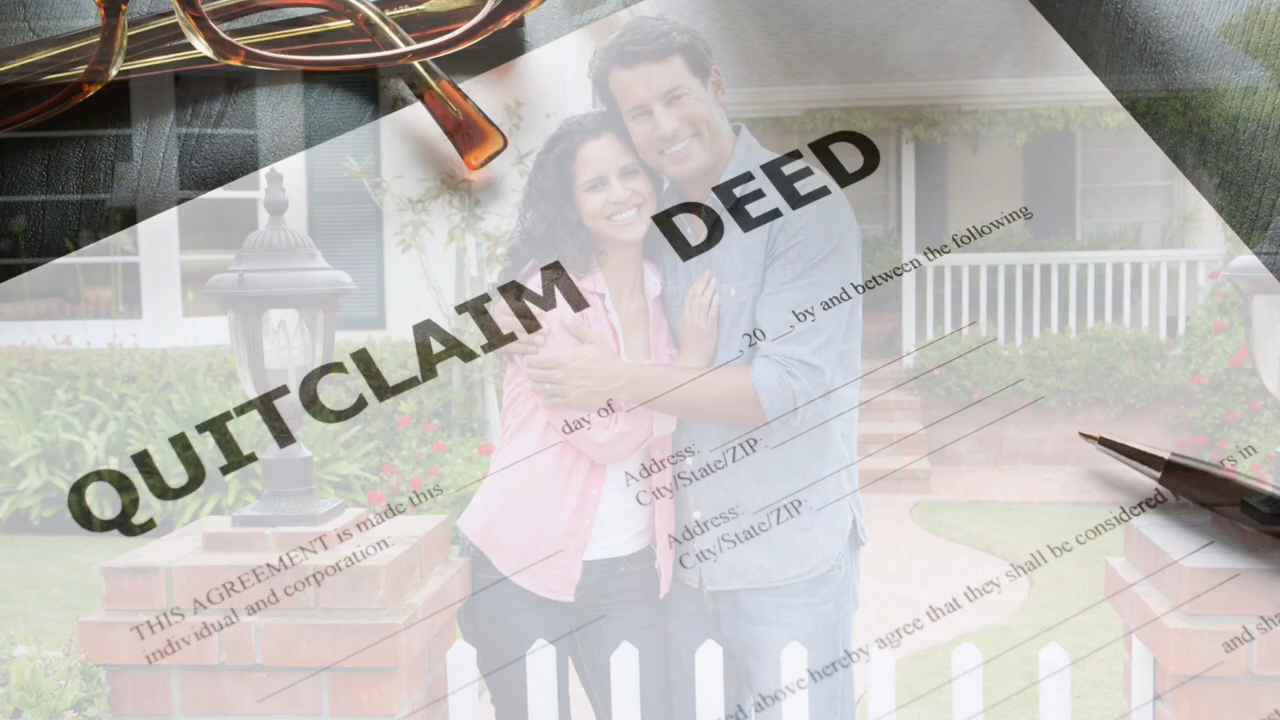 QUITCLAIM DEED
THIS AGREEMENT is made this day of , 20 __, by and between the following
individual and corporation:
Address:
City/State/ZIP:
Address:
City/State/ZIP:
above hereby agree that they shall be considered in
and